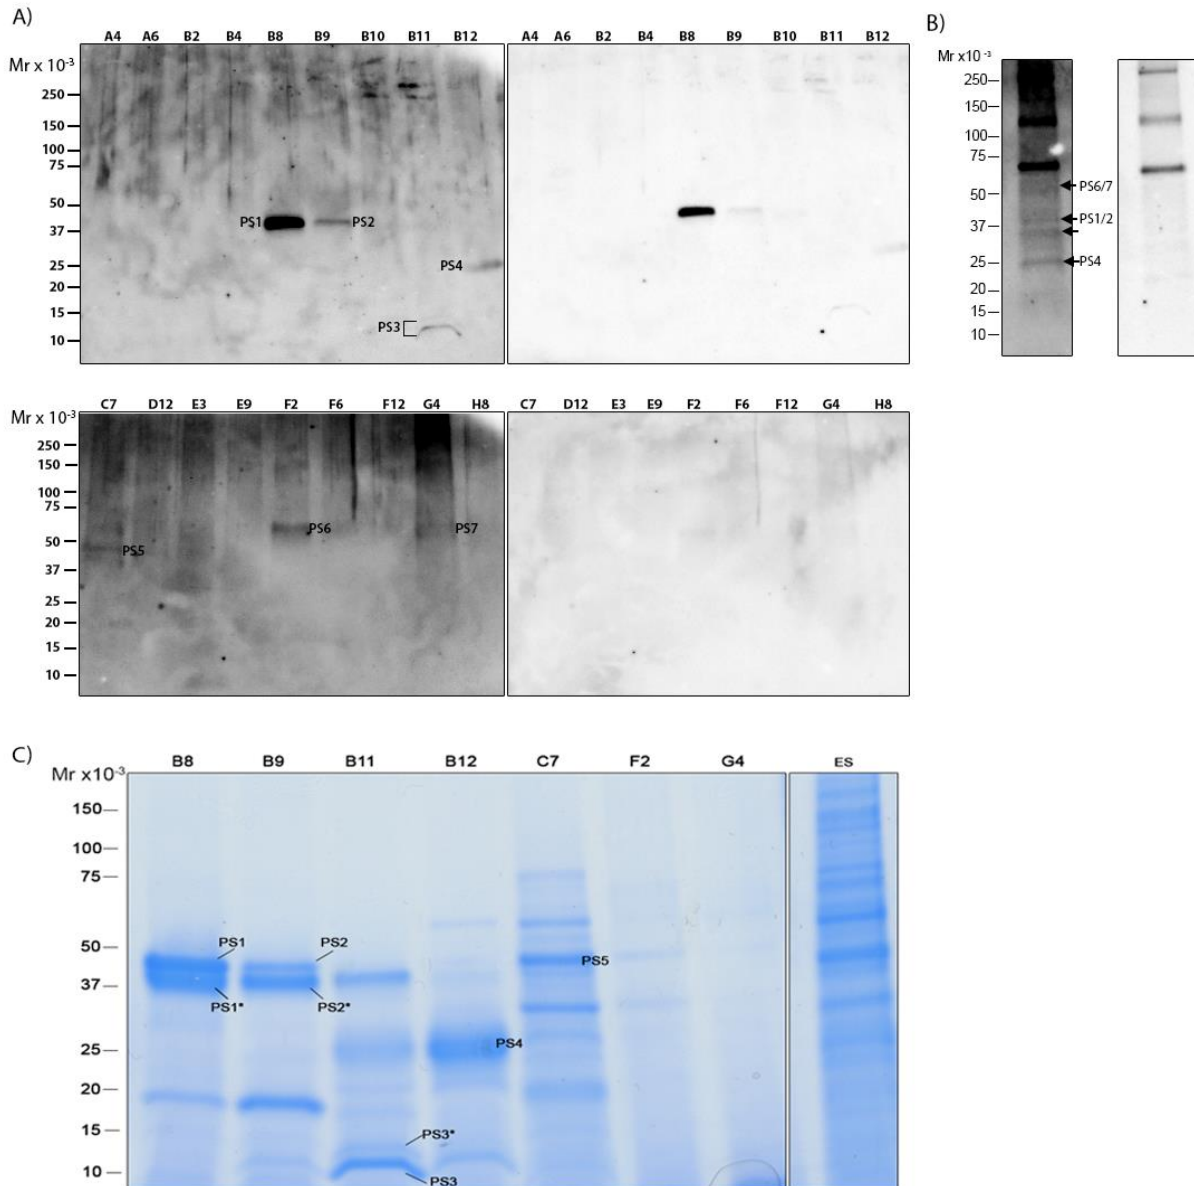 A)
A4 A6 B2 B4 B8 B9 B10 B11 B12
Mr x 10-3
250
150
100
75
50
37
25
20
15
10
PS1
PS2
PS4
PS3
A4 A6 B2 B4 B8 B9 B10 B11 B12
B)
Mr x10 -3
250
150
100
75
50
37
25
20
15
10
PS6/7
PS1/2
PS4
C7 D12 E3 E9 F2 F6 F12 G4 H8
Mr x 10-3
250
150
100
75
50
37
25
20
15
10
PS5
PS6
PS7
C7 D12 E3 E9 F2 F6 F12 G4 H8
C)
B8 B9 B11 B12 C7 F2 G4 ES
Mr x10-3
150
100
75
50
37
25
20
15
10
PS1
PS2
PS1*
PS2*
PS5
PS4
PS3*
PS3